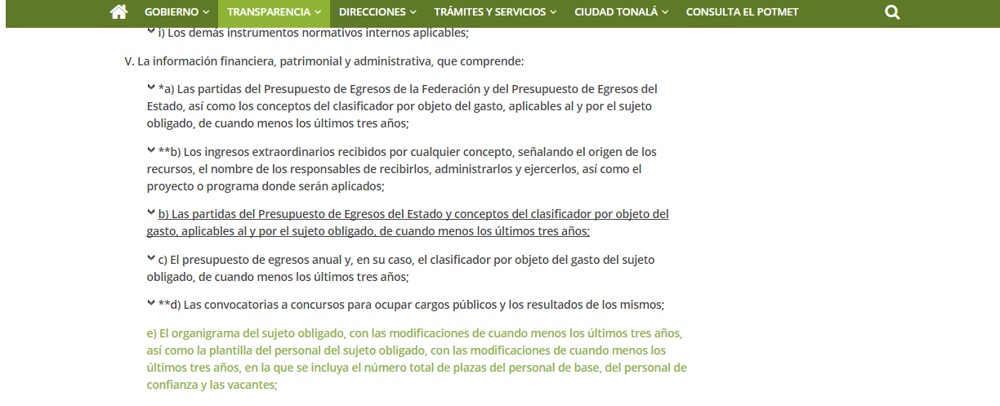 GOBIERNO TRANSPARENCIA DIRECCIONES TRÁMITES Y SERVICIOS CIUDAD TONALÁ CONSULTA EL POTMET
i) Los demás instrumentos normativos internos aplicables;
V. La información financiera, patrimonial y administrativa, que comprende:
*a) Las partidas del Presupuesto de Egresos de la Federación y del Presupuesto de Egresos del
Estado, así como los conceptos del clasificador por objeto del gasto, aplicables al y por el sujeto
obligado, de cuando menos los últimos tres años;
**b) Los ingresos extraordinarios recibidos por cualquier concepto, señalando el origen de los
recursos, el nombre de los responsables de recibirlos, administrarlos y ejercerlos, así como el
proyecto o programa donde serán aplicados;
b) Las partidas del Presupuesto de Egresos del Estado y conceptos del clasificador por objeto del
gasto, aplicables al y por el sujeto obligado, de cuando menos los últimos tres años;
c) El presupuesto de egresos anual y, en su caso, el clasificador por objeto del gasto del sujeto
obligado, de cuando menos los últimos tres años;
**d) Las convocatorias a concursos para ocupar cargos públicos y los resultados de los mismos;
e) El organigrama del sujeto obligado, con las modificaciones de cuando menos los últimos tres años,
así como la plantilla del personal del sujeto obligado, con las modificaciones de cuando menos los
últimos tres años, en la que se incluya el número total de plazas del personal de base, del personal de
confianza y las vacantes;